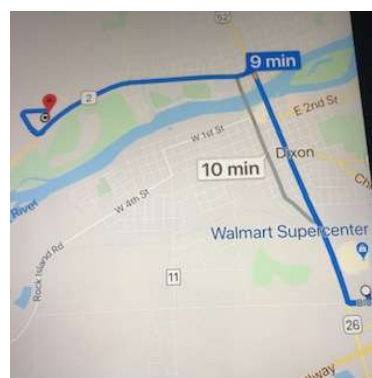 52
9 min
2
E 2nd St
W 1st St
Dixon
10 min
W 4th St
River
Walmart Supercenter
Rock Island Rd
11
26